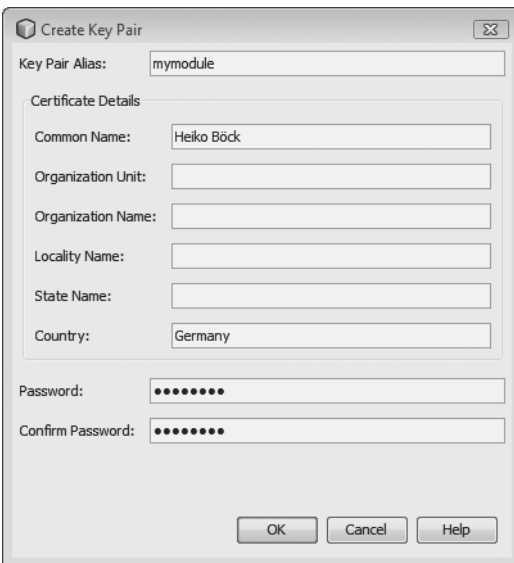 Create Key Pair
Key Pair Alias: mymodule
Certificate Details
Common Name: Heiko Böck
Organization Unit:
Organization Name:
Locality Name:
State Name:
Country: Germany
Password: ●●●●●●●●
Confirm Password: ●●●●●●●●
OK Cancel Help